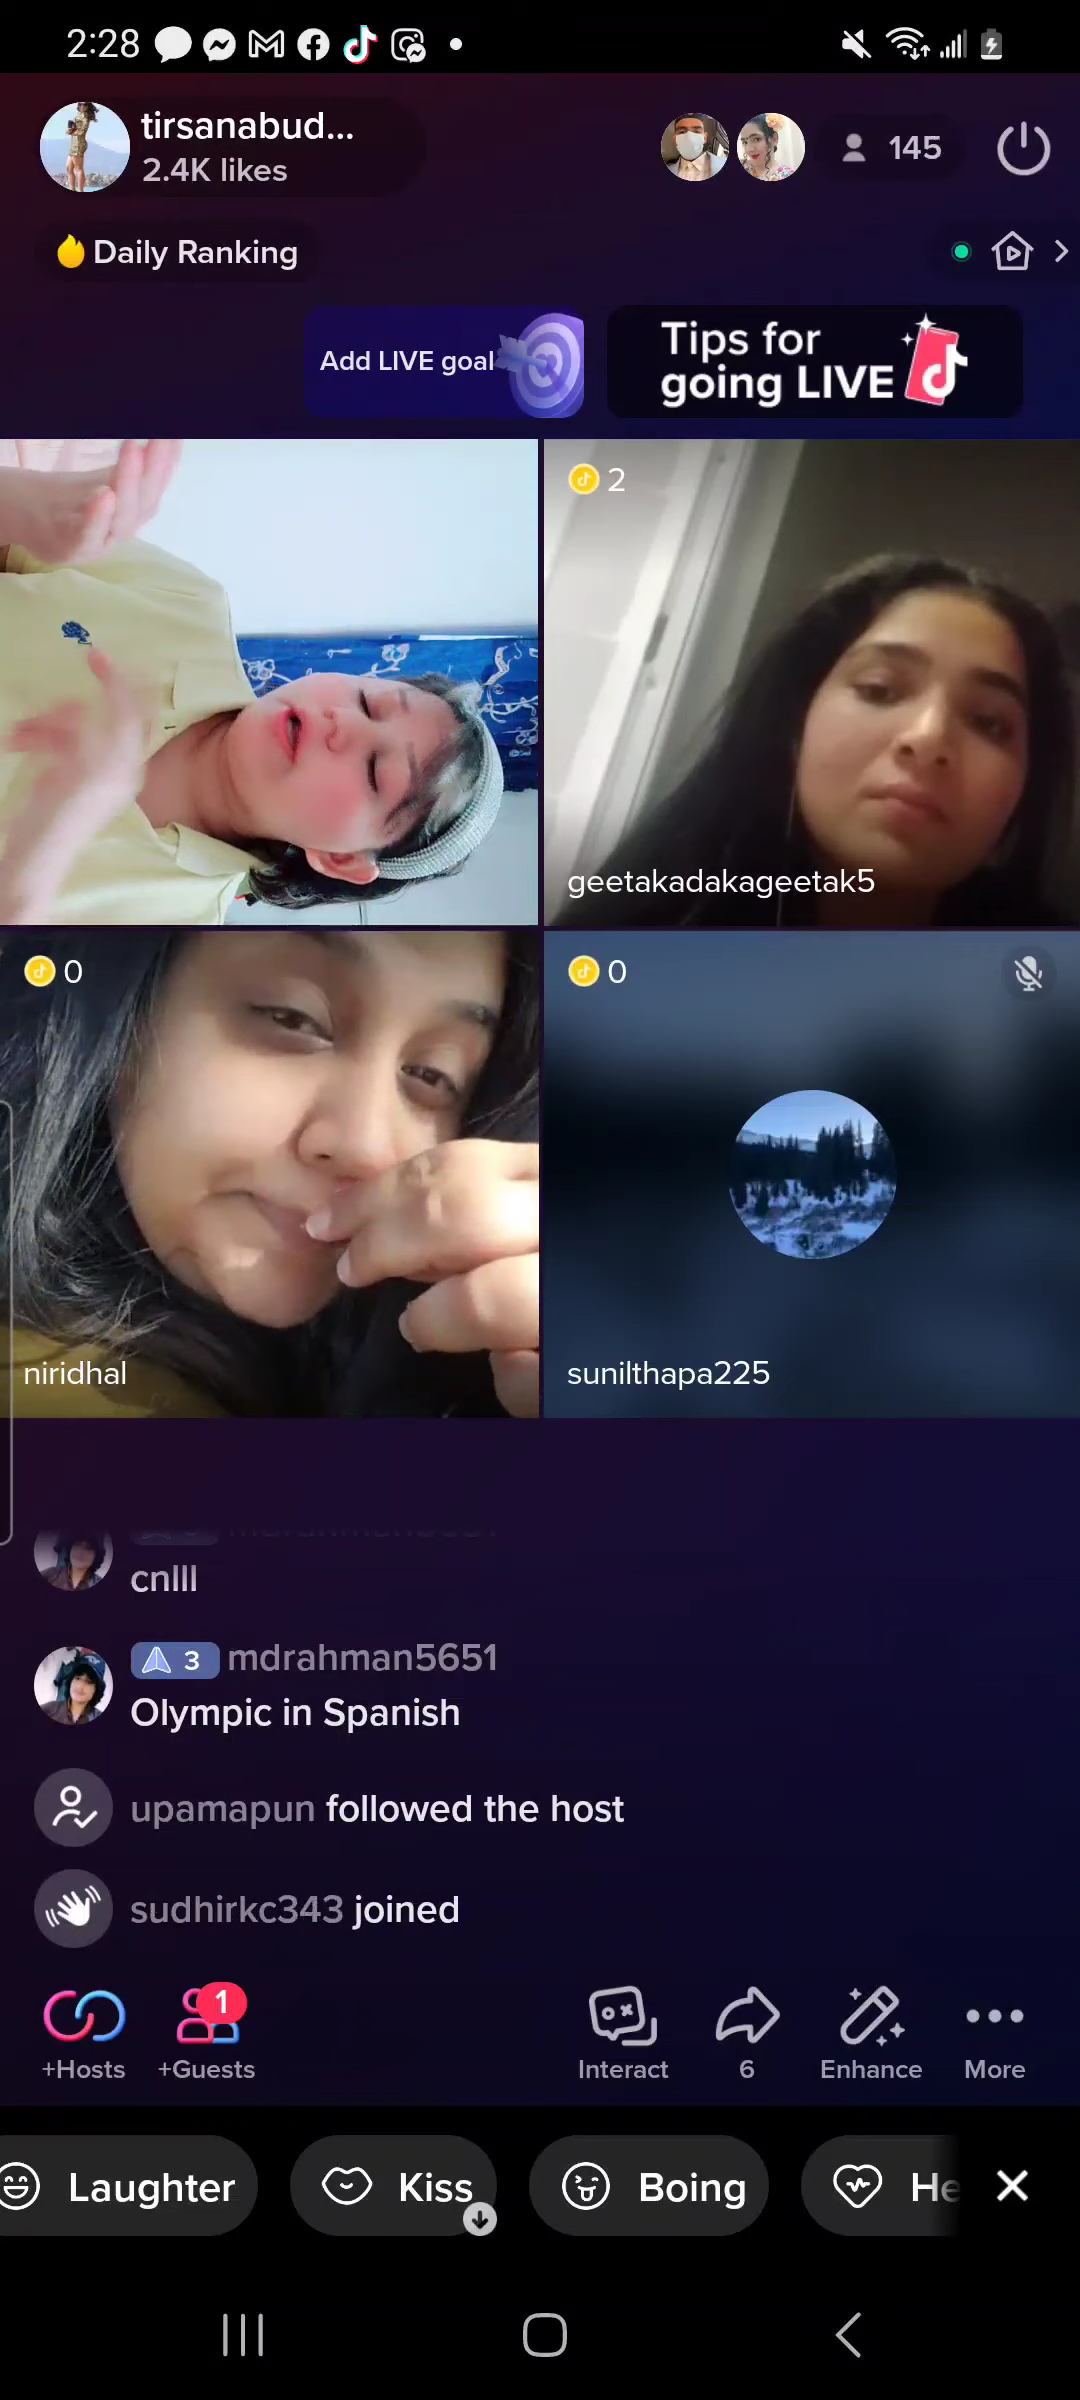 2:28
tirsanabud...
2.4K likes
145
Daily Ranking
Add LIVE goal
Tips for
going LIVE
2
geetakadakageetak5
0
0
niridhal
sunilthapa225
cnlll
3 mdrahman5651
Olympic in Spanish
upamapun followed the host
sudhirkc343 joined
1
+Hosts
+Guests
Interact
6
Enhance
More
Laughter
Kiss
Boing
He